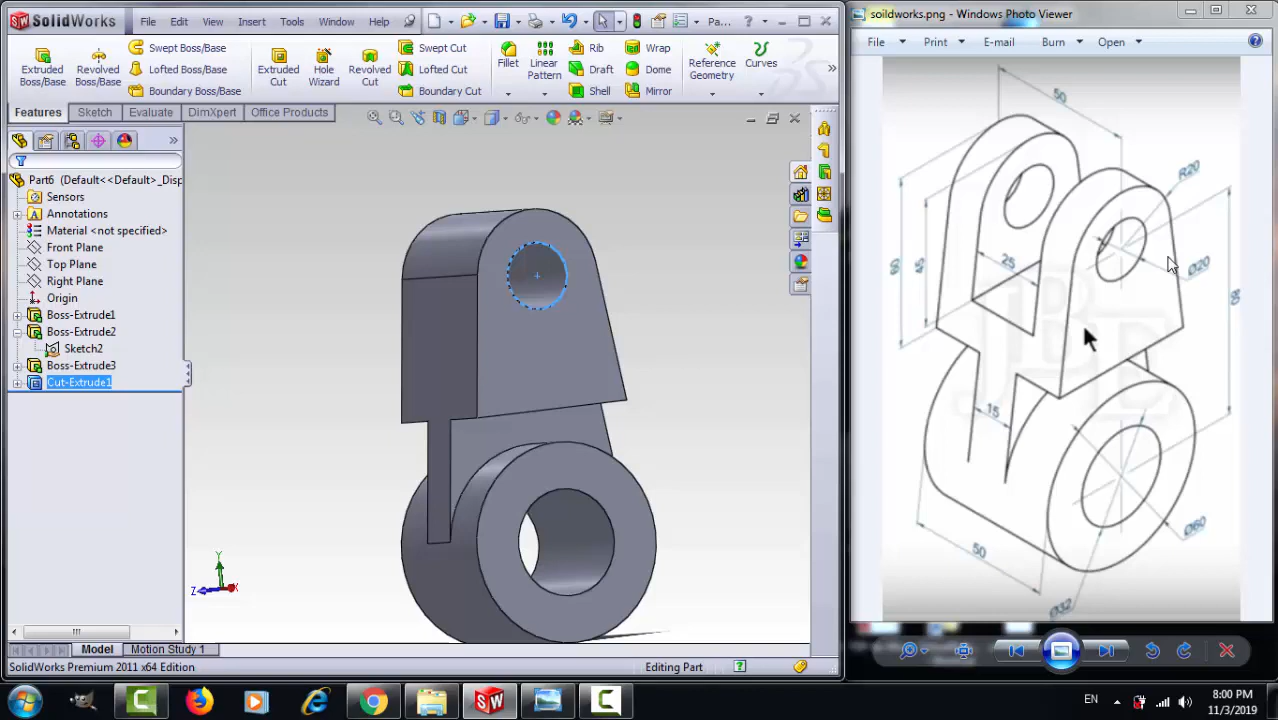 SolidWorks File Edit View Insert Tools Window Help Pa...
Extruded Boss/Base
Revolved Boss/Base
Swept Boss/Base
Lofted Boss/Base
Boundary Boss/Base
Extruded Cut
Hole Wizard
Revolved Cut
Swept Cut
Lofted Cut
Boundary Cut
Fillet
Linear Pattern
Rib
Draft
Shell
Wrap
Dome
Mirror
Reference Geometry
Curves
Features Sketch Evaluate DimXpert Office Products
Part6 (Default<<Default>_Disp
Sensors
Annotations
Material <not specified>
Front Plane
Top Plane
Right Plane
Origin
Boss-Extrude1
Boss-Extrude2
Sketch2
Boss-Extrude3
Cut-Extrude1
Y
Z
X
Model Motion Study 1
SolidWorks Premium 2011 x64 Edition
Editing Part
soildworks.png - Windows Photo Viewer
File Print E-mail Burn Open
50
R20
25
Ø20
JBE
15
50
Ø60
Ø32
EN
8:00 PM
11/3/2019